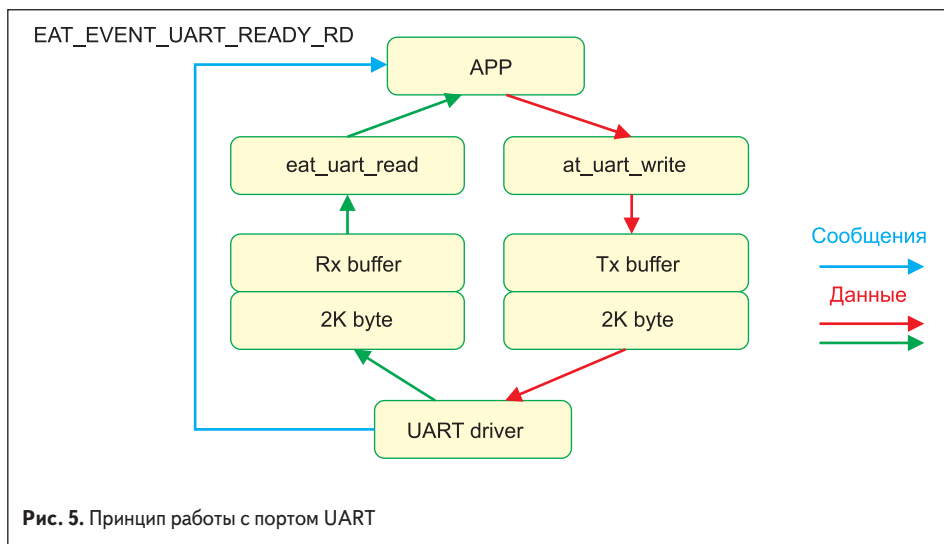 EAT_EVENT_UART_READY_RD
APP
eat_uart_read
at_uart_write
Rx buffer
Tx buffer
2K byte
2K byte
UART driver
Сообщения
Данные
Рис. 5. Принцип работы с портом UART